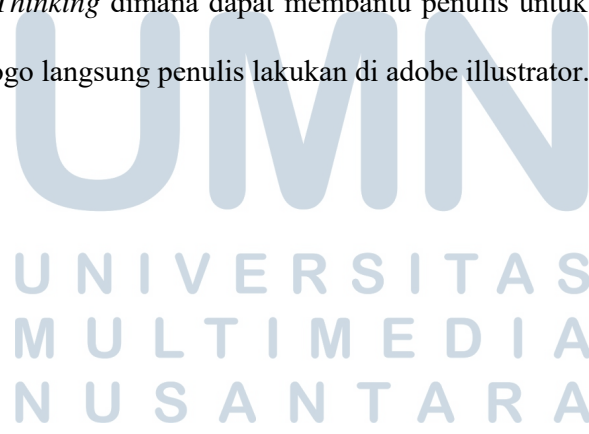 Thinking dimana dapat membantu penulis untuk
ogo langsung penulis lakukan di adobe illustrator.
UMN
UNIVERSITAS
MULTIMEDIA
NUSANTARA